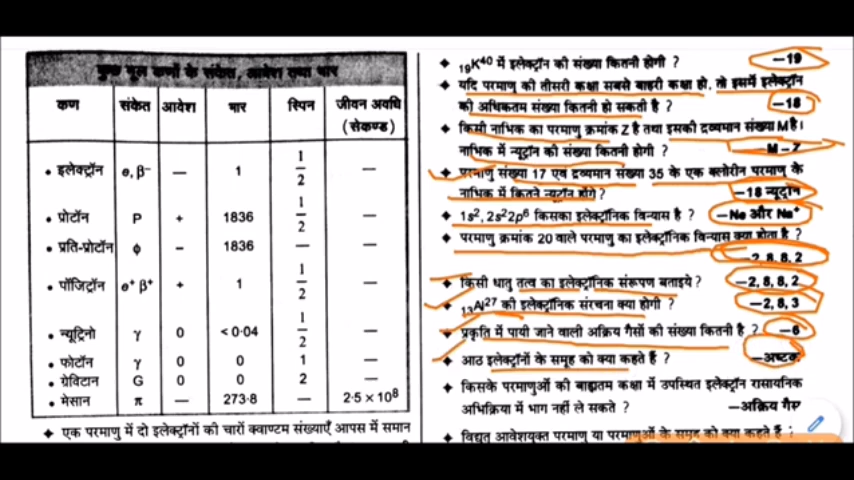 कुछ मूल कणों के संकेत, आवेश तथा भार
कण संकेत आवेश भार स्पिन जीवन अवधि (सेकण्ड)
• इलेक्ट्रॉन e, β⁻ — 1 1/2 —
• प्रोटॉन P + 1836 1/2 —
• प्रति-प्रोटॉन ϕ – 1836 — —
• पॉजिट्रॉन e⁺ β⁺ + 1 1/2 —
• न्यूट्रिनो γ 0 <0·04 1/2 —
• फोटॉन γ 0 0 1 —
• ग्रेविटान G 0 0 2 —
• मेसान π — 273·8 — 2·5 × 10⁸
✦ एक परमाणु में दो इलेक्ट्रॉनों की चारों क्वाण्टम संख्याएँ आपस में समान
✦ ₁₉K⁴⁰ में इलेक्ट्रॉन की संख्या कितनी होगी ? –19
✦ यदि परमाणु की तीसरी कक्षा सबसे बाहरी कक्षा हो, तो इसमें इलेक्ट्रॉन
की अधिकतम संख्या कितनी हो सकती है ? –18
✦ किसी नाभिक का परमाणु क्रमांक Z है तथा इसकी द्रव्यमान संख्या M है।
नाभिक में न्यूट्रॉन की संख्या कितनी होगी ? –M – Z
✦ परमाणु संख्या 17 एवं द्रव्यमान संख्या 35 के एक क्लोरीन परमाणु के
नाभिक में कितने न्यूट्रॉन होंगे ? –18 न्यूट्रॉन
✦ 1s², 2s² 2p⁶ किसका इलेक्ट्रॉनिक विन्यास है ? –Ne और Na⁺
✦ परमाणु क्रमांक 20 वाले परमाणु का इलेक्ट्रॉनिक विन्यास क्या होता है ?
–2, 8, 8, 2
✦ किसी धातु तत्व का इलेक्ट्रॉनिक संरूपण बताइये ? –2, 8, 8, 2
✦ ₁₃Al²⁷ की इलेक्ट्रॉनिक संरचना क्या होगी ? –2, 8, 3
✦ प्रकृति में पायी जाने वाली अक्रिय गैसों की संख्या कितनी है ? –6
✦ आठ इलेक्ट्रॉनों के समूह को क्या कहते हैं ? –अष्टक
✦ किसके परमाणुओं की बाह्यतम कक्षा में उपस्थित इलेक्ट्रॉन रासायनिक
अभिक्रिया में भाग नहीं ले सकते ? –अक्रिय गैस
✦ विद्युत आवेशयुक्त परमाणु या परमाणुओं के समूह को क्या कहते हैं ?